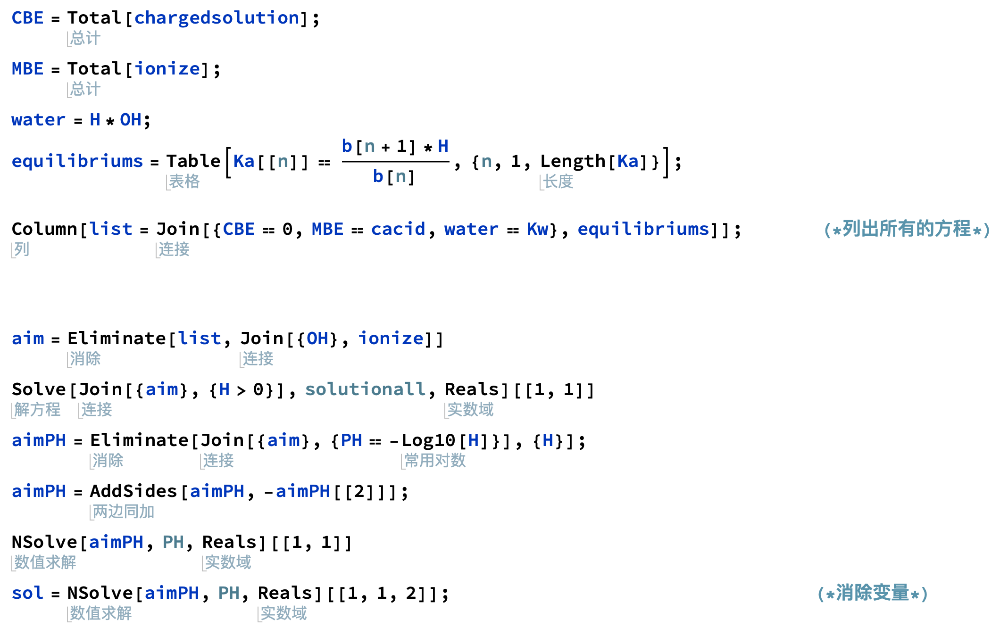 CBE = Total[chargedsolution];
总计
MBE = Total[ionize];
总计
water = H * OH;
equilibriums = Table[Ka[[n]] == b[n + 1] * H / b[n], {n, 1, Length[Ka]}];
表格 长度
Column[list = Join[{CBE == 0, MBE == cacid, water == Kw}, equilibriums]]; (*列出所有的方程*)
列 连接
aim = Eliminate[list, Join[{OH}, ionize]]
消除 连接
Solve[Join[{aim}, {H > 0}], solutionall, Reals][[1, 1]]
解方程 连接 实数域
aimPH = Eliminate[Join[{aim}, {PH == -Log10[H]}], {H}];
消除 连接 常用对数
aimPH = AddSides[aimPH, -aimPH[[2]]];
两边同加
NSolve[aimPH, PH, Reals][[1, 1]]
数值求解 实数域
sol = NSolve[aimPH, PH, Reals][[1, 1, 2]]; (*消除变量*)
数值求解 实数域